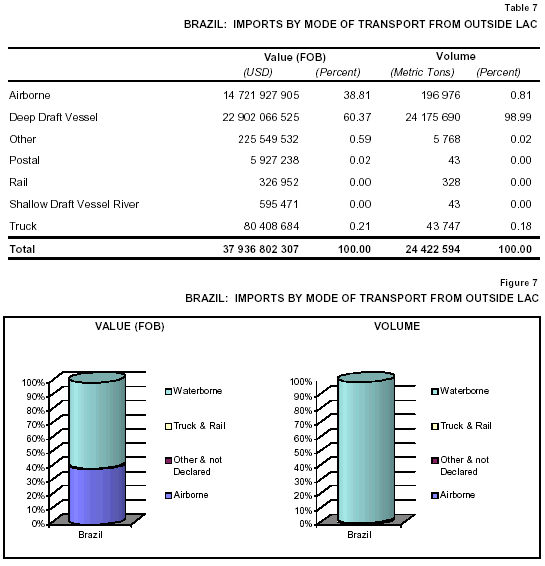 Table 7
BRAZIL: IMPORTS BY MODE OF TRANSPORT FROM OUTSIDE LAC
Value (FOB) Volume
(USD) (Percent) (Metric Tons) (Percent)
Airborne 14 721 927 905 38.81 196 976 0.81
Deep Draft Vessel 22 902 066 525 60.37 24 175 690 98.99
Other 225 549 532 0.59 5 768 0.02
Postal 5 927 238 0.02 43 0.00
Rail 326 952 0.00 328 0.00
Shallow Draft Vessel River 595 471 0.00 43 0.00
Truck 80 408 684 0.21 43 747 0.18
Total 37 936 802 307 100.00 24 422 594 100.00
Figure 7
BRAZIL: IMPORTS BY MODE OF TRANSPORT FROM OUTSIDE LAC
VALUE (FOB)
100%
90%
80%
70%
60%
50%
40%
30%
20%
10%
0%
Brazil
Waterborne
Truck & Rail
Other & not
Declared
Airborne
VOLUME
100%
90%
80%
70%
60%
50%
40%
30%
20%
10%
0%
Brazil
Waterborne
Truck & Rail
Other & not
Declared
Airborne